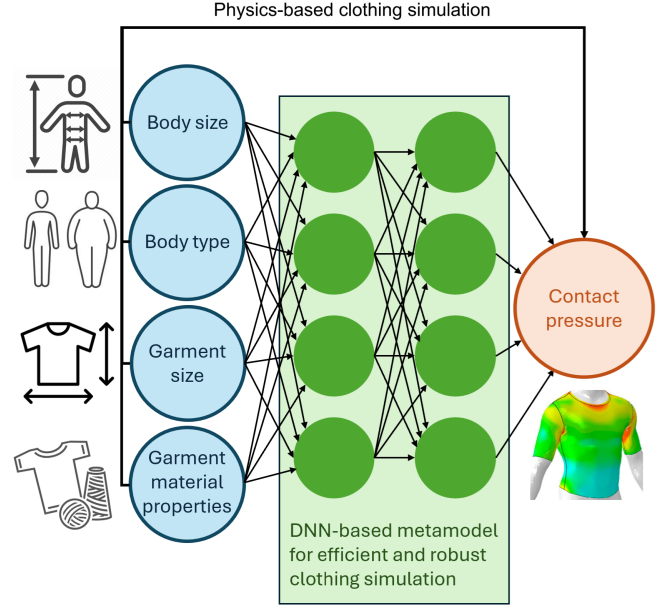 Physics-based clothing simulation
Body size
Body type
Garment
size
Garment
material
properties
Contact
pressure
DNN-based metamodel
for efficient and robust
clothing simulation